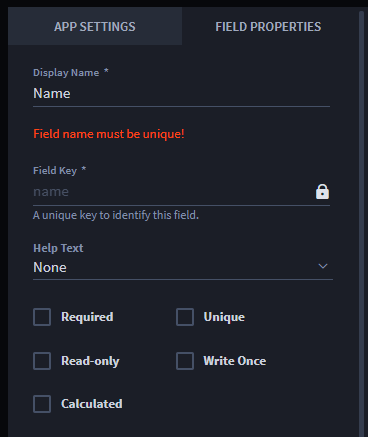 APP SETTINGS FIELD PROPERTIES
Display Name *
Name
Field name must be unique!
Field Key *
name
A unique key to identify this field.
Help Text
None
Required Unique
Read-only Write Once
Calculated